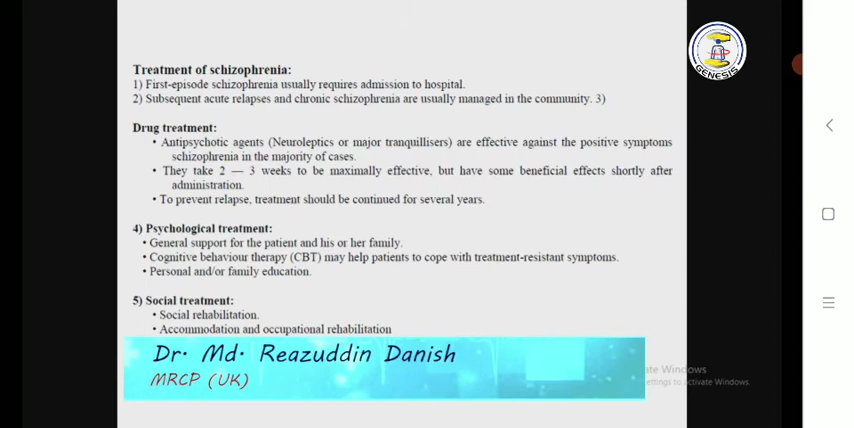 GENESIS
Treatment of schizophrenia:
1) First-episode schizophrenia usually requires admission to hospital.
2) Subsequent acute relapses and chronic schizophrenia are usually managed in the community. 3)
Drug treatment:
• Antipsychotic agents (Neuroleptics or major tranquillisers) are effective against the positive symptoms
schizophrenia in the majority of cases.
• They take 2 — 3 weeks to be maximally effective, but have some beneficial effects shortly after
administration.
• To prevent relapse, treatment should be continued for several years.
4) Psychological treatment:
• General support for the patient and his or her family.
• Cognitive behaviour therapy (CBT) may help patients to cope with treatment-resistant symptoms.
• Personal and/or family education.
5) Social treatment:
• Social rehabilitation.
• Accommodation and occupational rehabilitation
Dr. Md. Reazuddin Danish
MRCP (UK)
ate Windows
ettings to activate Windows.